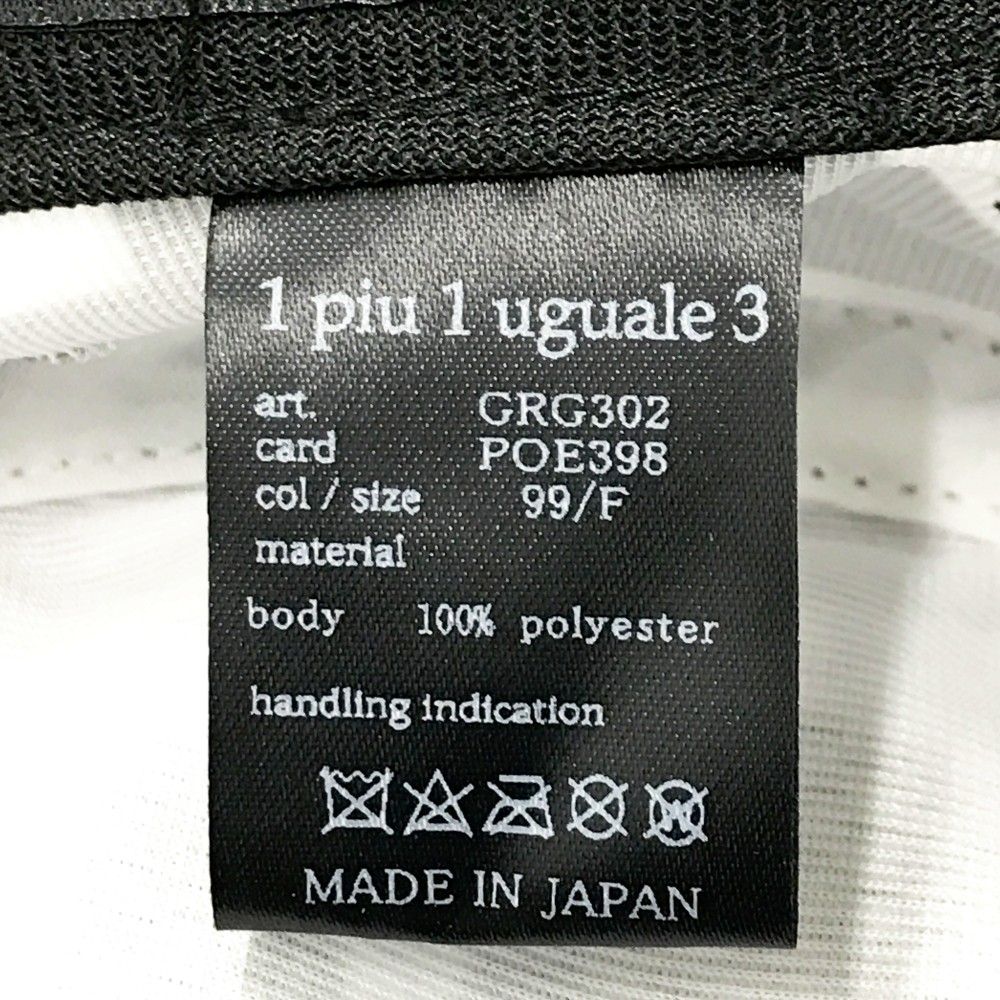 1 piu 1 uguale 3
art. GRG302
card POE398
col / size 99/F
material
body 100% polyester
handling indication
MADE IN JAPAN